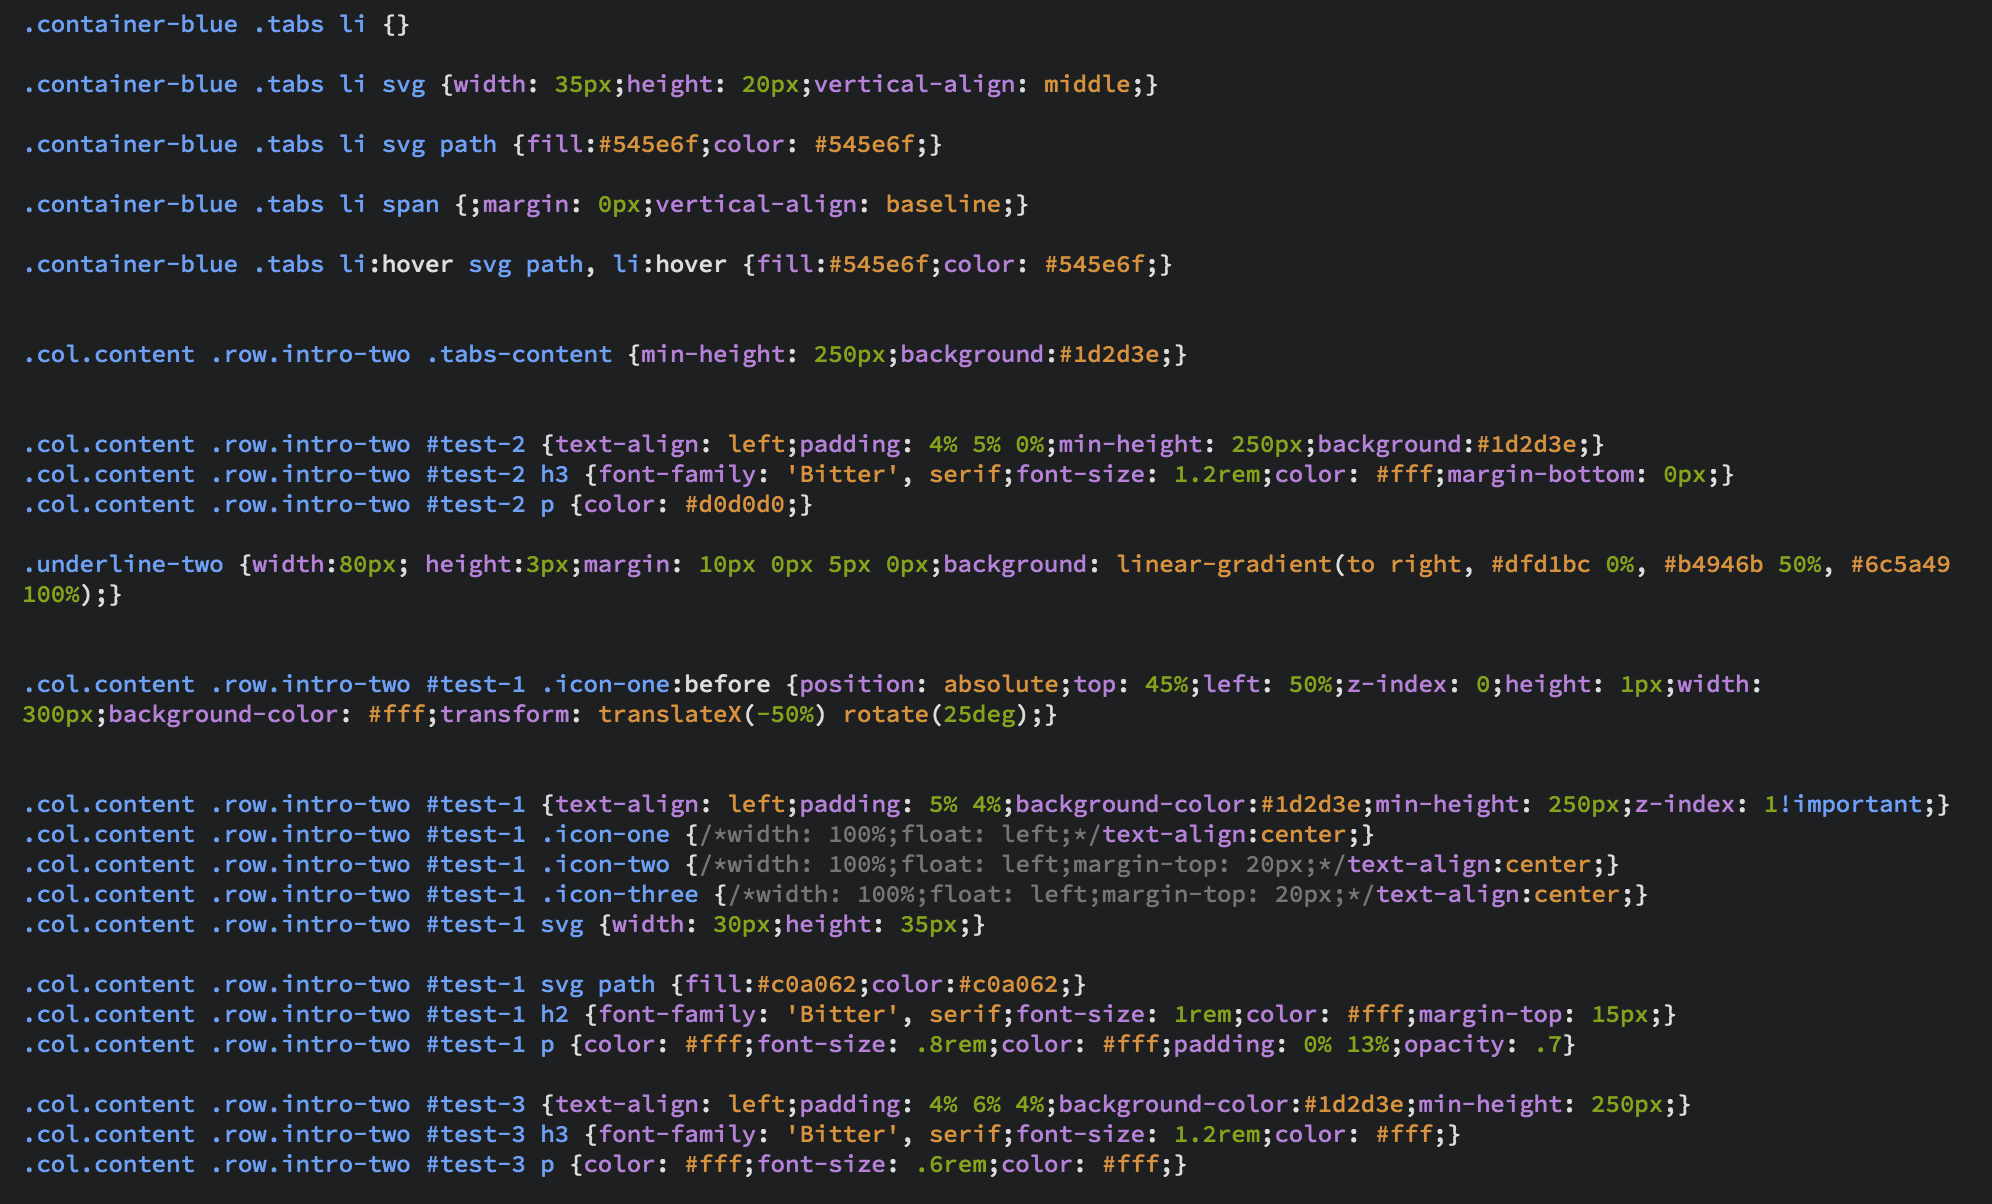 .container-blue .tabs li {}
.container-blue .tabs li svg {width: 35px;height: 20px;vertical-align: middle;}
.container-blue .tabs li svg path {fill:#545e6f;color: #545e6f;}
.container-blue .tabs li span {;margin: 0px;vertical-align: baseline;}
.container-blue .tabs li:hover svg path, li:hover {fill:#545e6f;color: #545e6f;}
.col.content .row.intro-two .tabs-content {min-height: 250px;background:#1d2d3e;}
.col.content .row.intro-two #test-2 {text-align: left;padding: 4% 5% 0%;min-height: 250px;background:#1d2d3e;}
.col.content .row.intro-two #test-2 h3 {font-family: 'Bitter', serif;font-size: 1.2rem;color: #fff;margin-bottom: 0px;}
.col.content .row.intro-two #test-2 p {color: #d0d0d0;}
.underline-two {width:80px; height:3px;margin: 10px 0px 5px 0px;background: linear-gradient(to right, #dfd1bc 0%, #b4946b 50%, #6c5a49
100%);}
.col.content .row.intro-two #test-1 .icon-one:before {position: absolute;top: 45%;left: 50%;z-index: 0;height: 1px;width:
300px;background-color: #fff;transform: translateX(-50%) rotate(25deg);}
.col.content .row.intro-two #test-1 {text-align: left;padding: 5% 4%;background-color:#1d2d3e;min-height: 250px;z-index: 1!important;}
.col.content .row.intro-two #test-1 .icon-one {/*width: 100%;float: left;*/text-align:center;}
.col.content .row.intro-two #test-1 .icon-two {/*width: 100%;float: left;margin-top: 20px;*/text-align:center;}
.col.content .row.intro-two #test-1 .icon-three {/*width: 100%;float: left;margin-top: 20px;*/text-align:center;}
.col.content .row.intro-two #test-1 svg {width: 30px;height: 35px;}
.col.content .row.intro-two #test-1 svg path {fill:#c0a062;color:#c0a062;}
.col.content .row.intro-two #test-1 h2 {font-family: 'Bitter', serif;font-size: 1rem;color: #fff;margin-top: 15px;}
.col.content .row.intro-two #test-1 p {color: #fff;font-size: .8rem;color: #fff;padding: 0% 13%;opacity: .7}
.col.content .row.intro-two #test-3 {text-align: left;padding: 4% 6% 4%;background-color:#1d2d3e;min-height: 250px;}
.col.content .row.intro-two #test-3 h3 {font-family: 'Bitter', serif;font-size: 1.2rem;color: #fff;}
.col.content .row.intro-two #test-3 p {color: #fff;font-size: .6rem;color: #fff;}